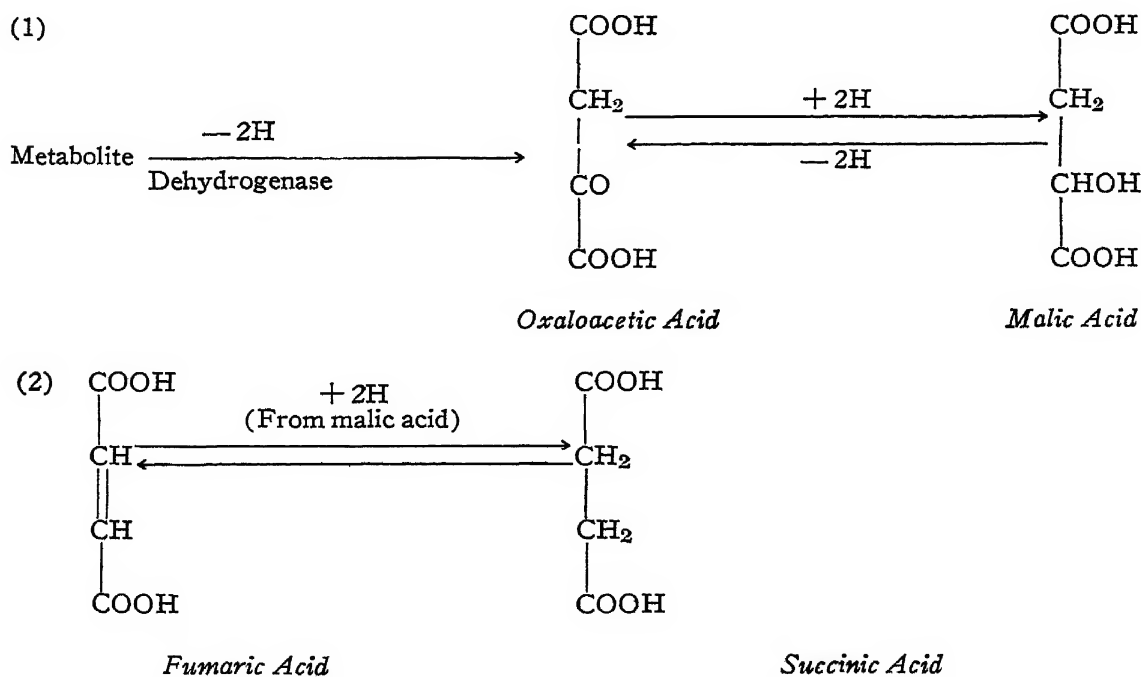 (1)
COOH COOH
CH₂ + 2H CH₂
— 2H
Metabolite — 2H
Dehydrogenase CO CHOH
COOH COOH
Oxaloacetic Acid Malic Acid
(2) COOH COOH
+ 2H
(From malic acid)
CH CH₂
CH CH₂
COOH COOH
Fumaric Acid Succinic Acid